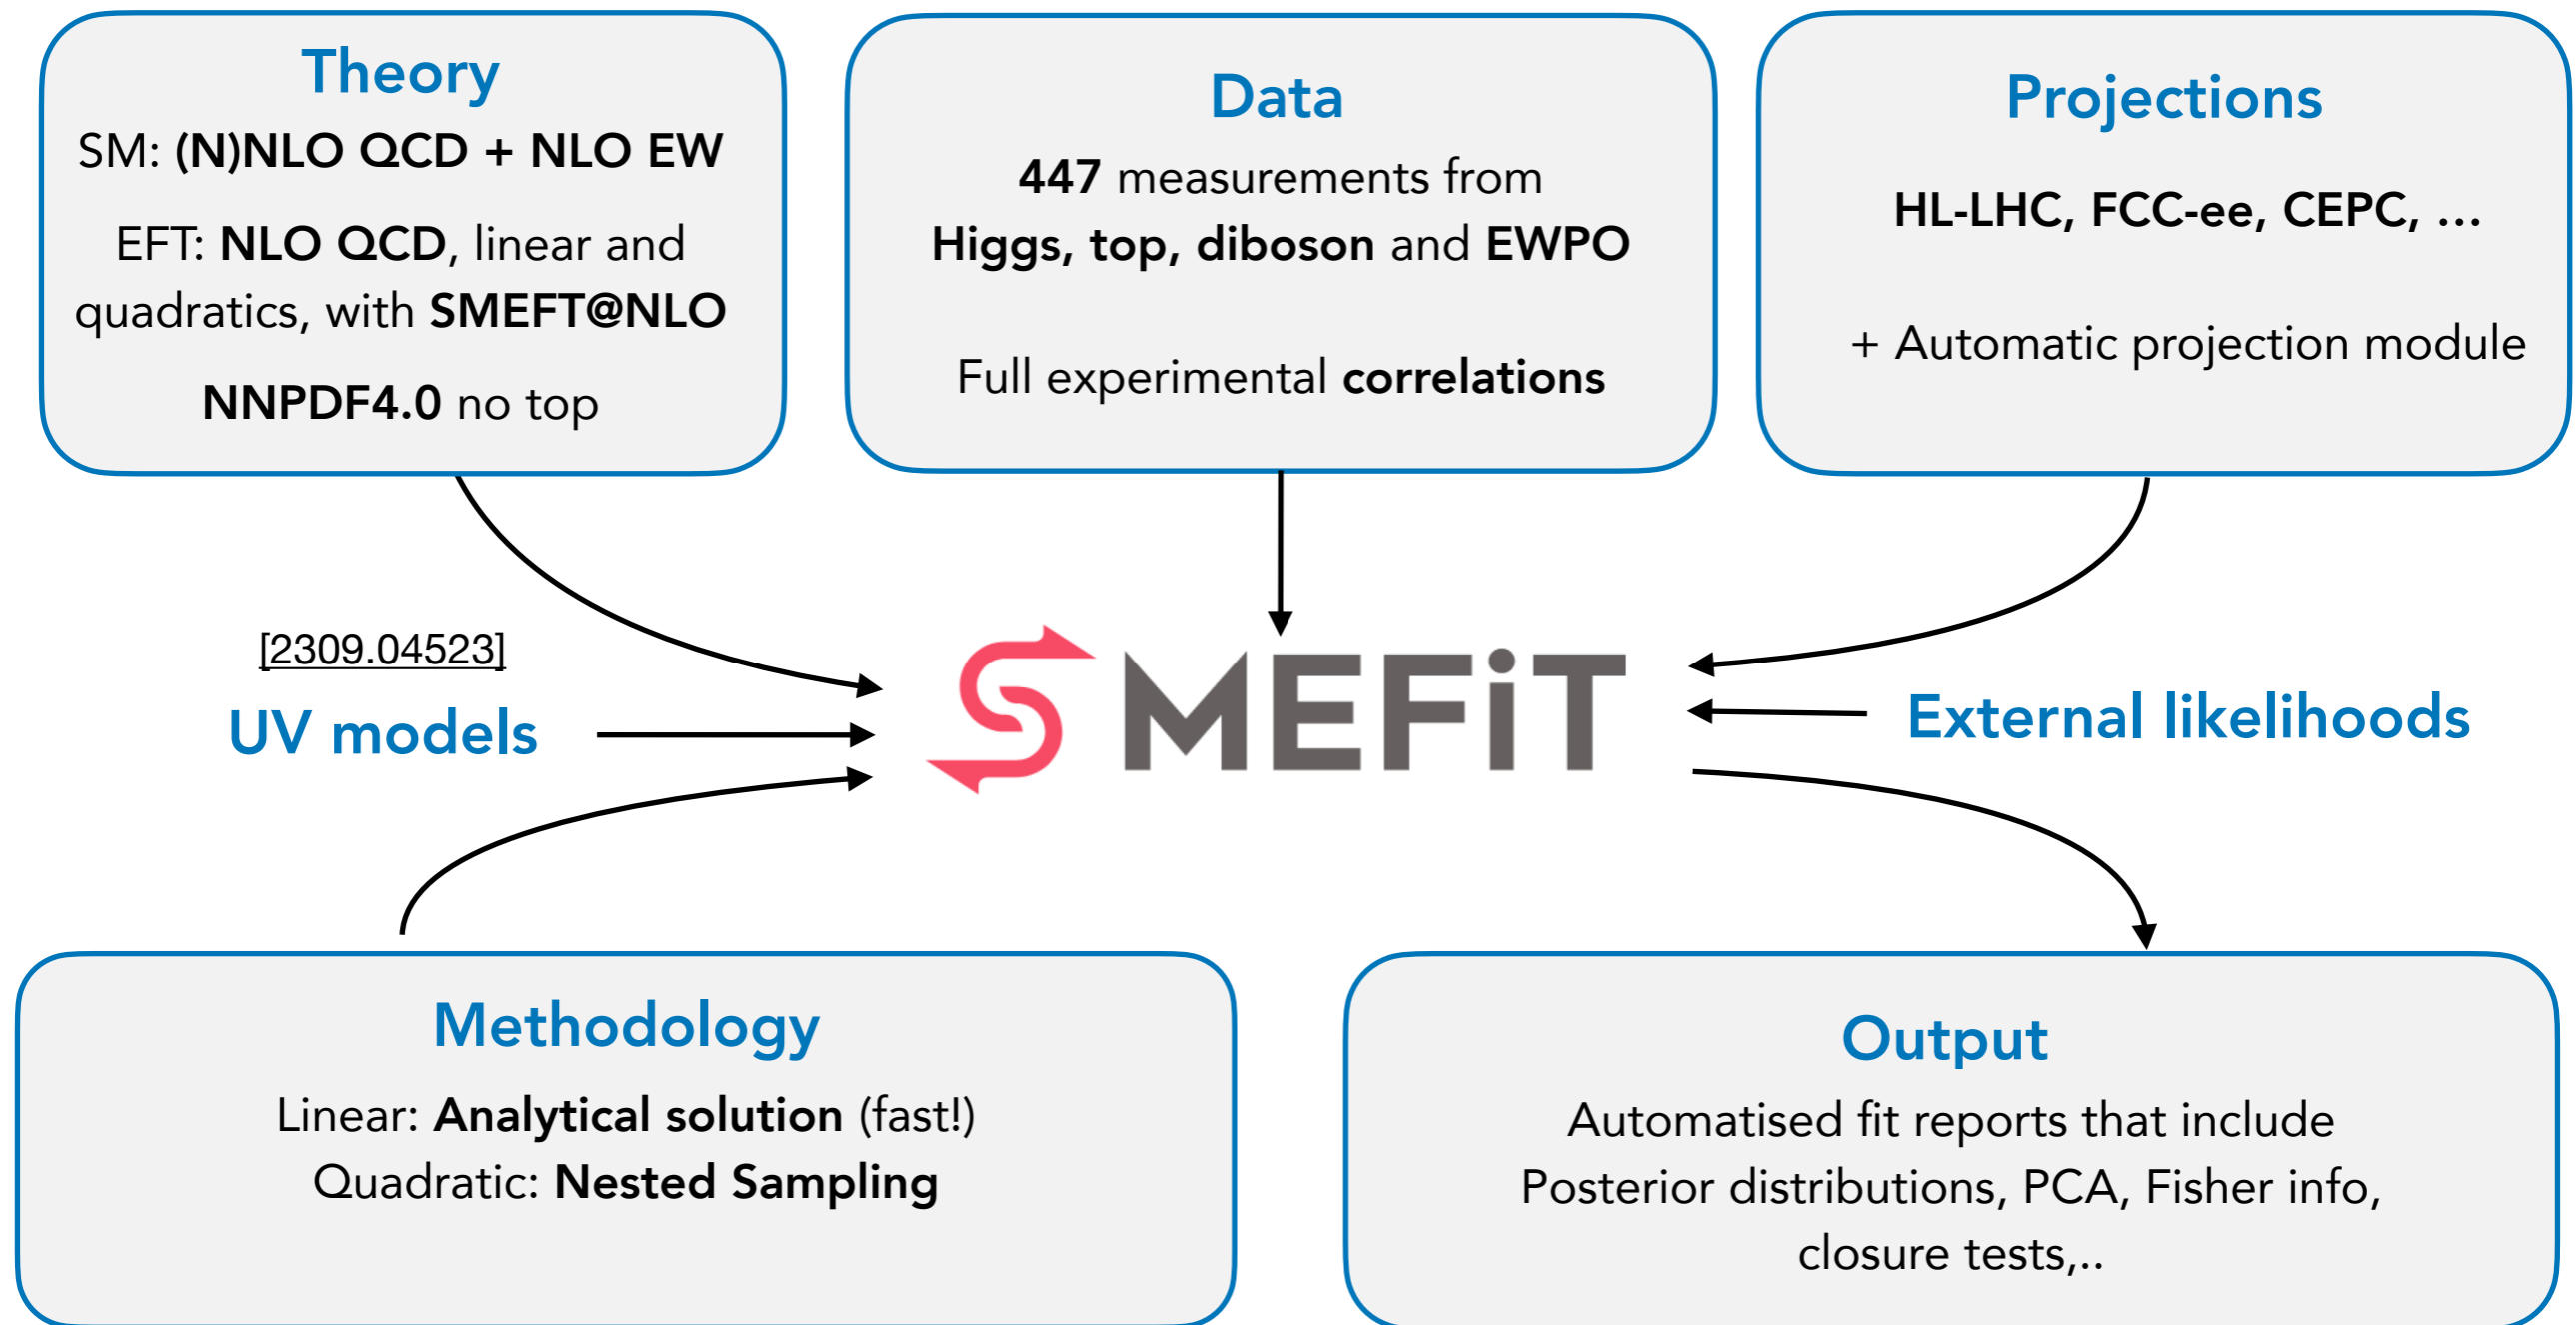 Theory
SM: (N)NLO QCD + NLO EW
EFT: NLO QCD, linear and
quadratics, with SMEFT@NLO
NNPDF4.0 no top
Data
447 measurements from
Higgs, top, diboson and EWPO
Full experimental correlations
Projections
HL-LHC, FCC-ee, CEPC, …
+ Automatic projection module
[2309.04523]
UV models
SMEFiT
External likelihoods
Methodology
Linear: Analytical solution (fast!)
Quadratic: Nested Sampling
Output
Automatised fit reports that include
Posterior distributions, PCA, Fisher info,
closure tests,..